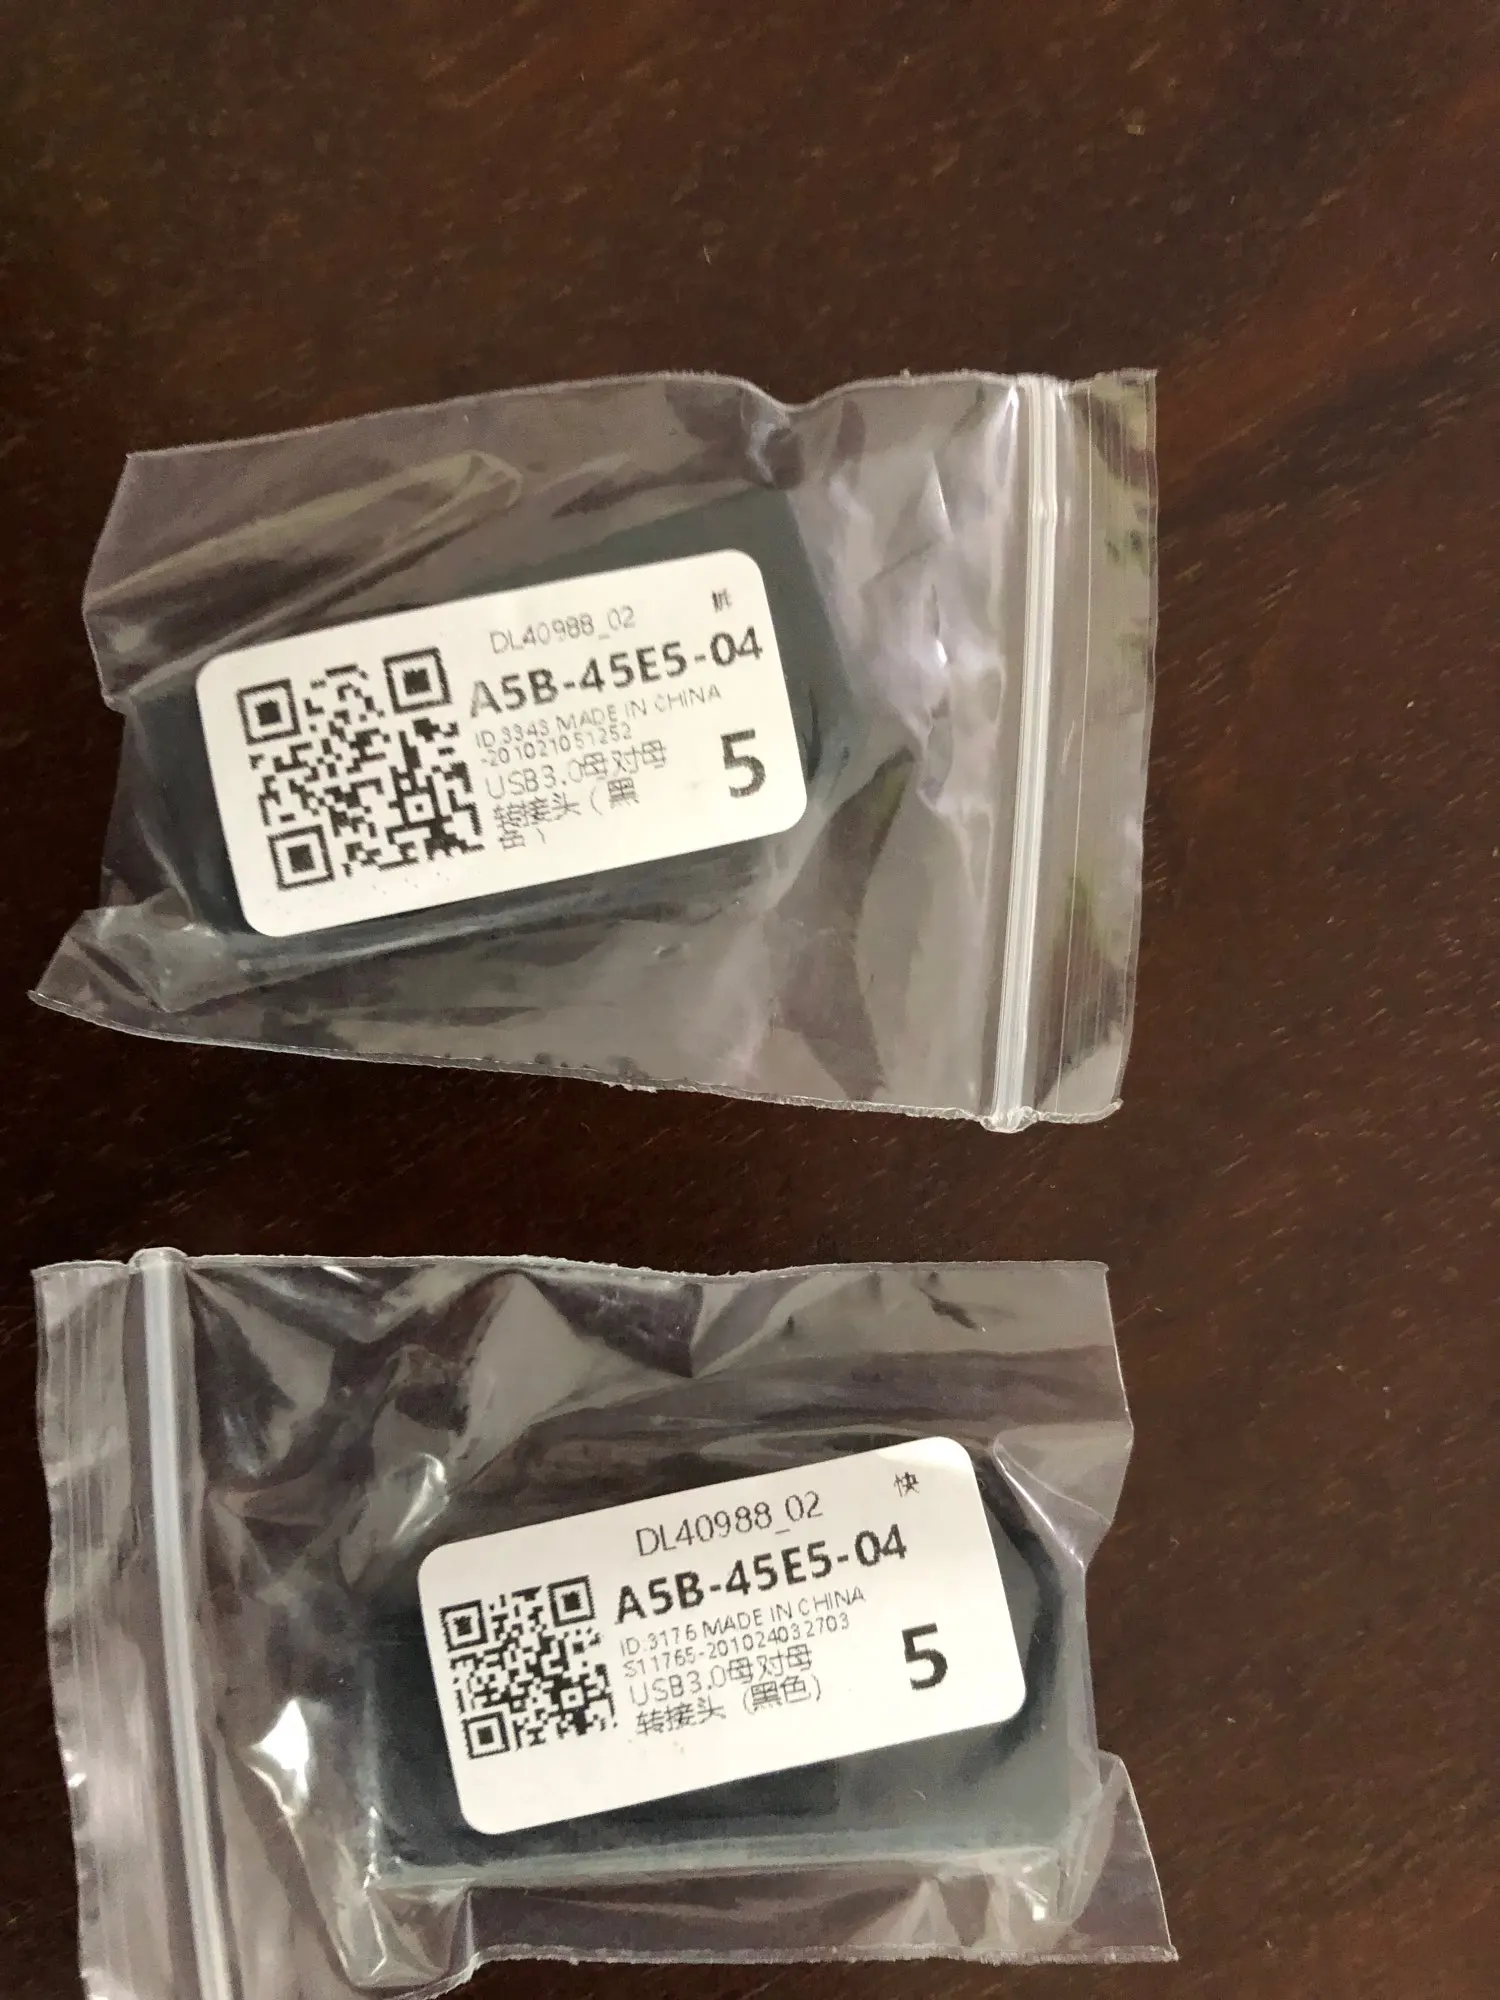 DL40988_02
A5B-45E5-04
ID:3343 MADE IN CHINA
-201021051252
USB3.0母对母
转接头（黑
色）
5
DL40988_02
快
A5B-45E5-04
ID:3176 MADE IN CHINA
S11765-201024032703
USB3.0母对母
转接头（黑色）
5